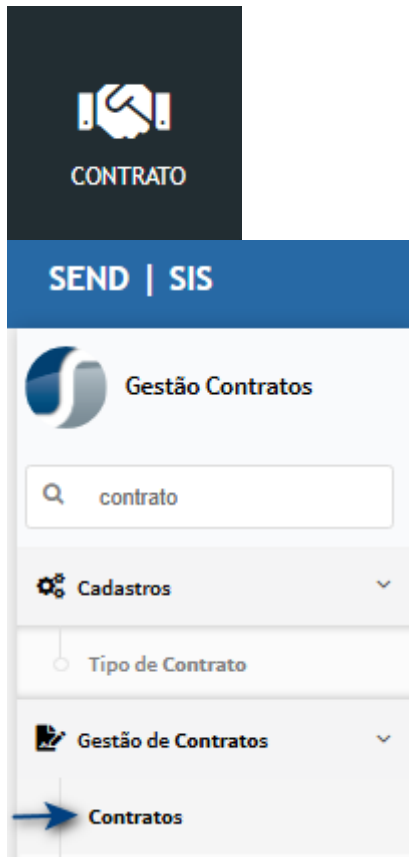 CONTRATO
SEND | SIS
Gestão Contratos
contrato
Cadastros
Tipo de Contrato
Gestão de Contratos
Contratos